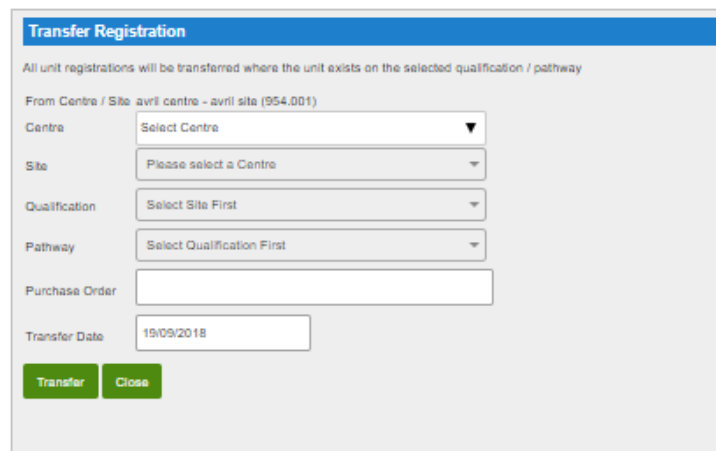 Transfer Registration
All unit registrations will be transferred where the unit exists on the selected qualification / pathway
From Centre / Site avril centre - avril site (954.001)
Centre Select Centre
Site Please select a Centre
Qualification Select Site First
Pathway Select Qualification First
Purchase Order
Transfer Date 19/09/2018
Transfer Close